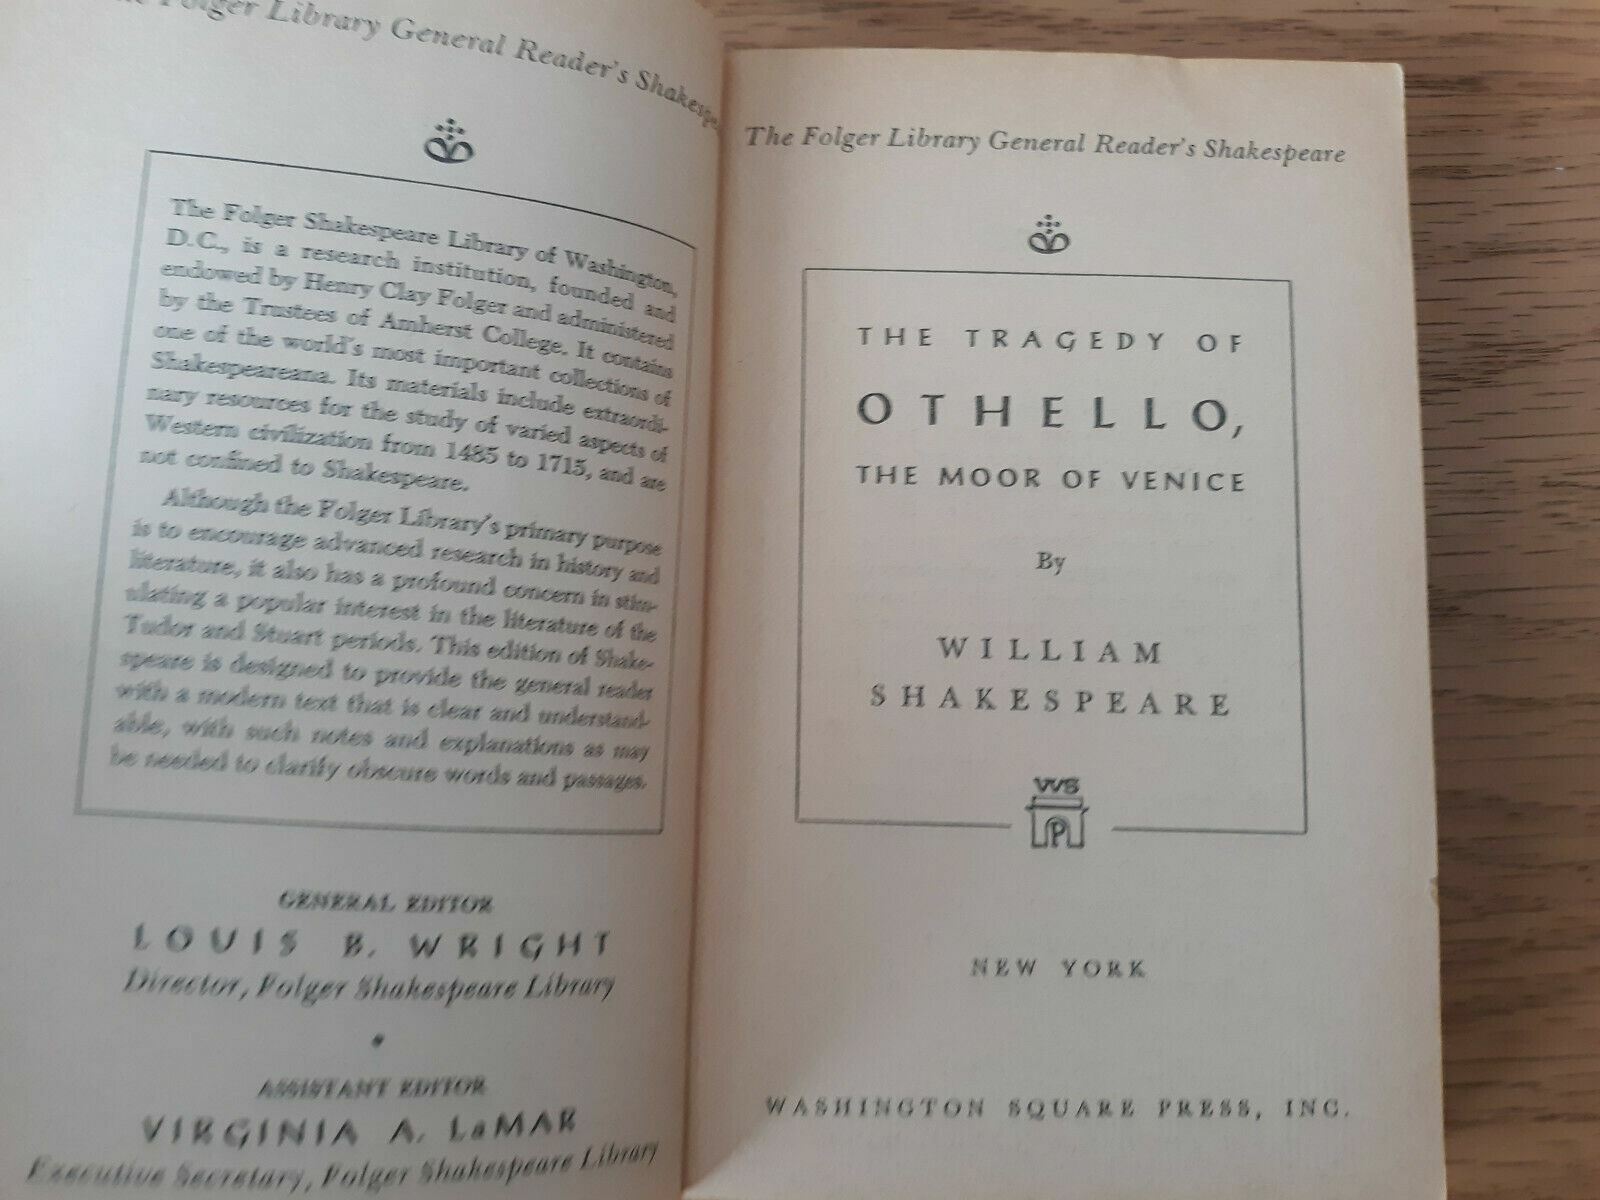 Folger Library General Reader's Shakespe
The Folger Shakespeare Library of Washington,
D.C., is a research institution, founded and
endowed by Henry Clay Folger and administered
by the Trustees of Amherst College. It contains
one of the world's most important collections of
Shakespeareana. Its materials include extraordi-
nary resources for the study of varied aspects of
Western civilization from 1485 to 1715, and are
not confined to Shakespeare.
Although the Folger Library's primary purpose
is to encourage advanced research in history and
literature, it also has a profound concern in stim-
ulating a popular interest in the literature of the
Tudor and Stuart periods. This edition of Shake-
speare is designed to provide the general reader
with a modern text that is clear and understand-
able, with such notes and explanations as may
be needed to clarify obscure words and passages.
GENERAL EDITOR
LOUIS B. WRIGHT
Director, Folger Shakespeare Library
ASSISTANT EDITOR
VIRGINIA A. LaMAR
Executive Secretary, Folger Shakespeare Library
The Folger Library General Reader's Shakespeare
THE TRAGEDY OF
OTHELLO,
THE MOOR OF VENICE
By
WILLIAM
SHAKESPEARE
WS
P
NEW YORK
WASHINGTON SQUARE PRESS, INC.